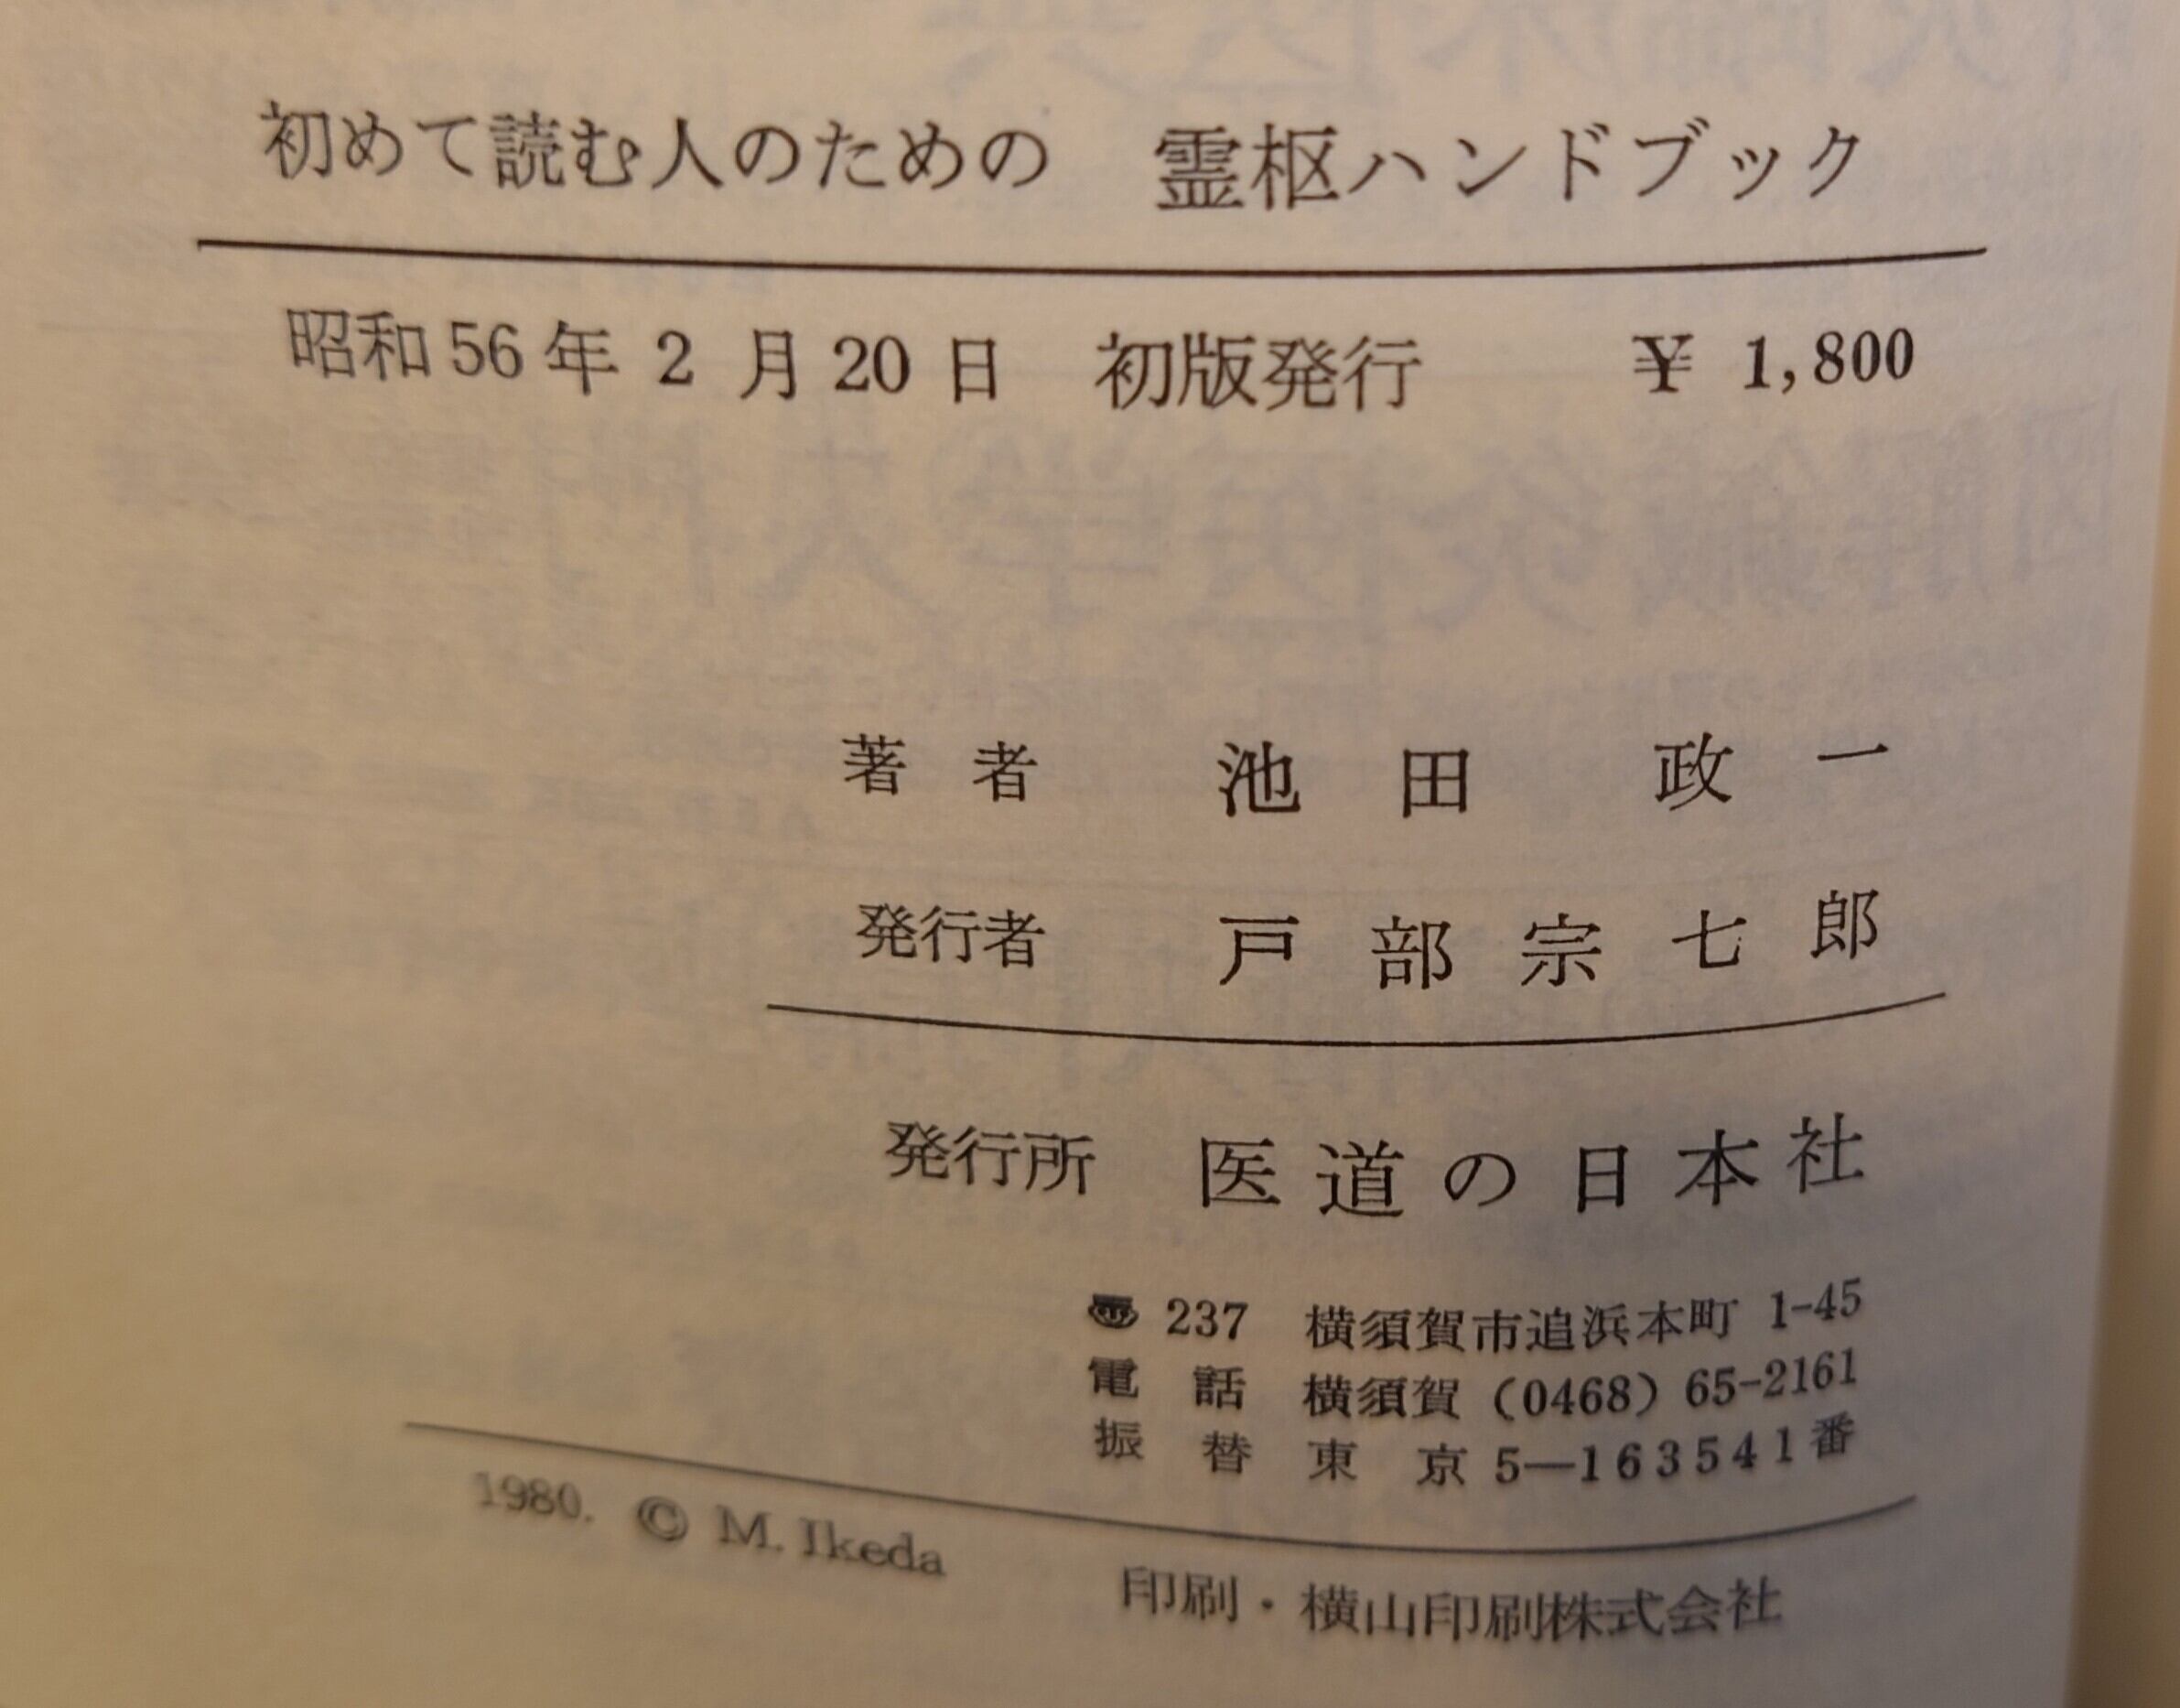 初めて読む人のための 霊枢ハンドブック
昭和56年 2 月 20 日 初版発行 ¥ 1,800
著者 池田 政一
発行者 戸部宗七郎
発行所 医道の日本社
〠 237 横須賀市追浜本町 1-45
電話 横須賀 (0468) 65-2161
振替 東京 5—163541番
1980. © M. Ikeda
印刷・横山印刷株式会社